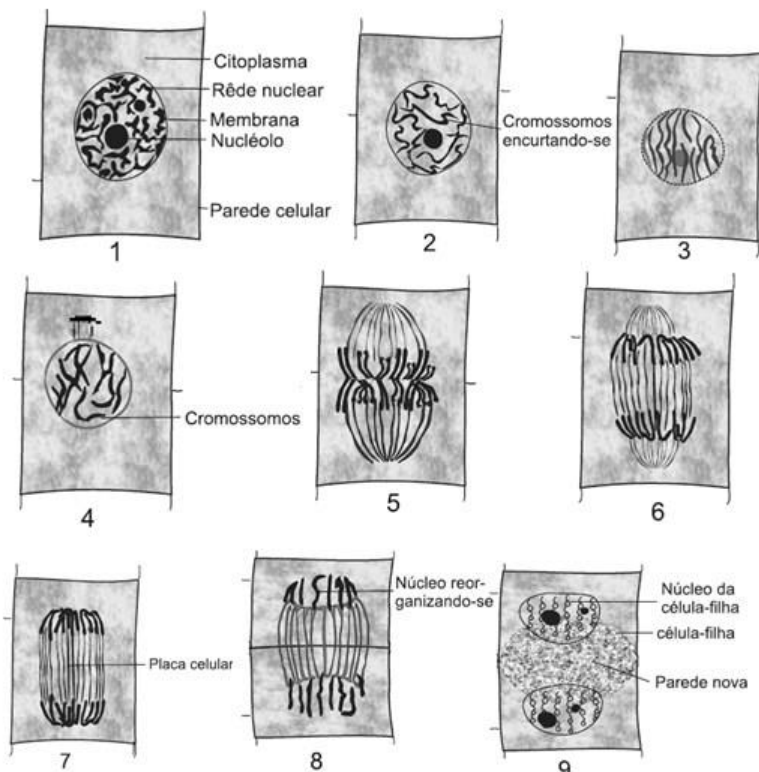 Citoplasma
Rêde nuclear
Membrana
Nucléolo
Parede celular
1
Cromossomos
encurtando-se
2
3
Cromossomos
4
5
6
Placa celular
7
Núcleo reor-
ganizando-se
8
Núcleo da
célula-filha
célula-filha
Parede nova
9